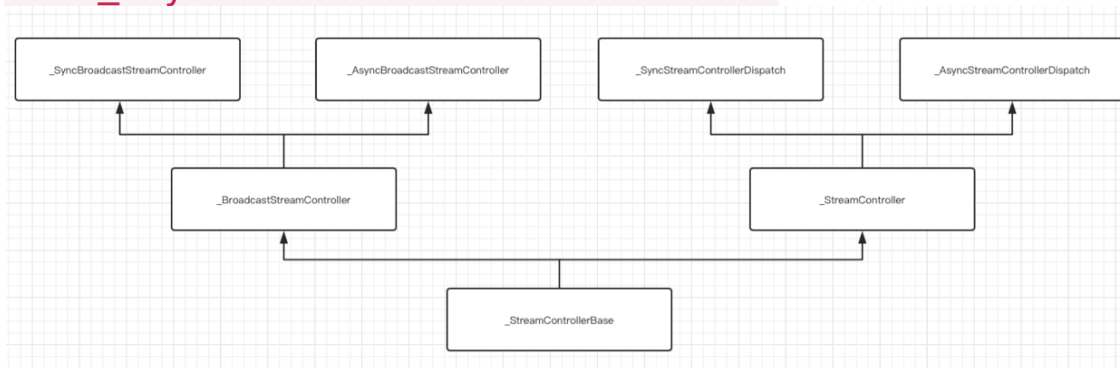 _SyncBroadcastStreamController
_AsyncBroadcastStreamController
_SyncStreamControllerDispatch
_AsyncStreamControllerDispatch
_BroadcastStreamController
_StreamController
_StreamControllerBase